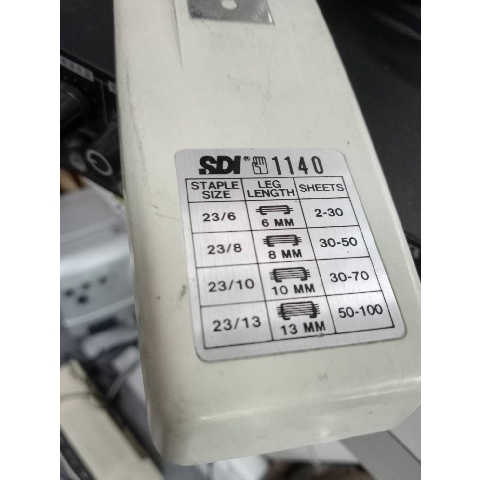 SDI® 1140
STAPLE SIZE LEG LENGTH SHEETS
23/6 6 MM 2-30
23/8 8 MM 30-50
23/10 10 MM 30-70
23/13 13 MM 50-100